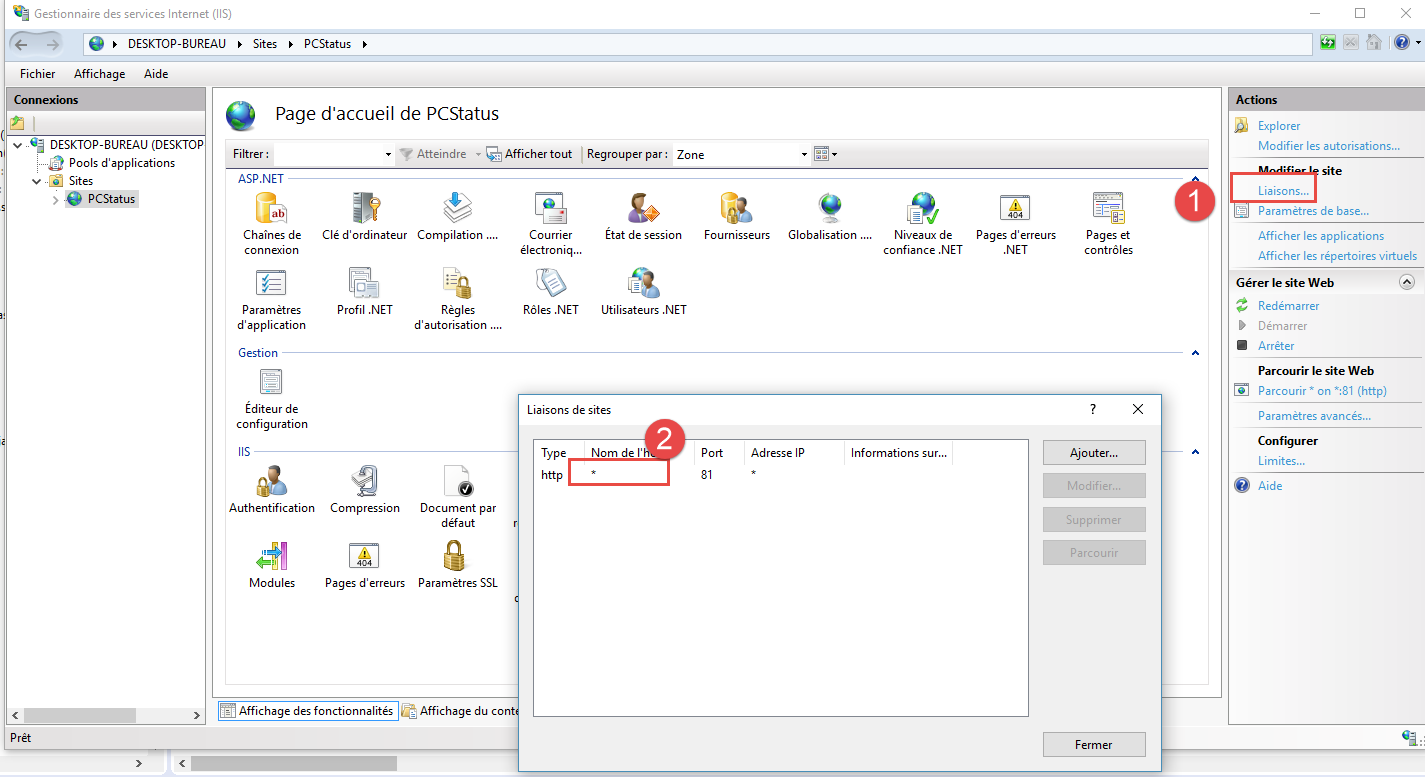 Gestionnaire des services Internet (IIS)
DESKTOP-BUREAU
Sites
PCStatus
Fichier
Affichage
Aide
Connexions
DESKTOP-BUREAU (DESKTOP
Pools d'applications
Sites
PCStatus
Page d'accueil de PCStatus
Filtrer :
Atteindre
Afficher tout
Regrouper par :
Zone
ASP.NET
Chaînes de
connexion
Clé d'ordinateur
Compilation ....
Courrier
électroniq...
État de session
Fournisseurs
Globalisation ....
Niveaux de
confiance .NET
Pages d'erreurs
.NET
Pages et
contrôles
Paramètres
d'application
Profil .NET
Règles
d'autorisation ....
Rôles .NET
Utilisateurs .NET
Gestion
Éditeur de
configuration
IIS
Authentification
Compression
Document par
défaut
Modules
Pages d'erreurs
Paramètres SSL
Affichage des fonctionnalités
Affichage du conte
Prêt
Liaisons de sites
?
Type
Port
Adresse IP
Informations sur...
Nom de l'h
2
http
*
81
*
Ajouter...
Modifier...
Supprimer
Parcourir
Fermer
Actions
Explorer
Modifier les autorisations...
Modifier le site
1
Liaisons...
Paramètres de base...
Afficher les applications
Afficher les répertoires virtuels
Gérer le site Web
Redémarrer
Démarrer
Arrêter
Parcourir le site Web
Parcourir * on *:81 (http)
Paramètres avancés...
Configurer
Limites...
Aide